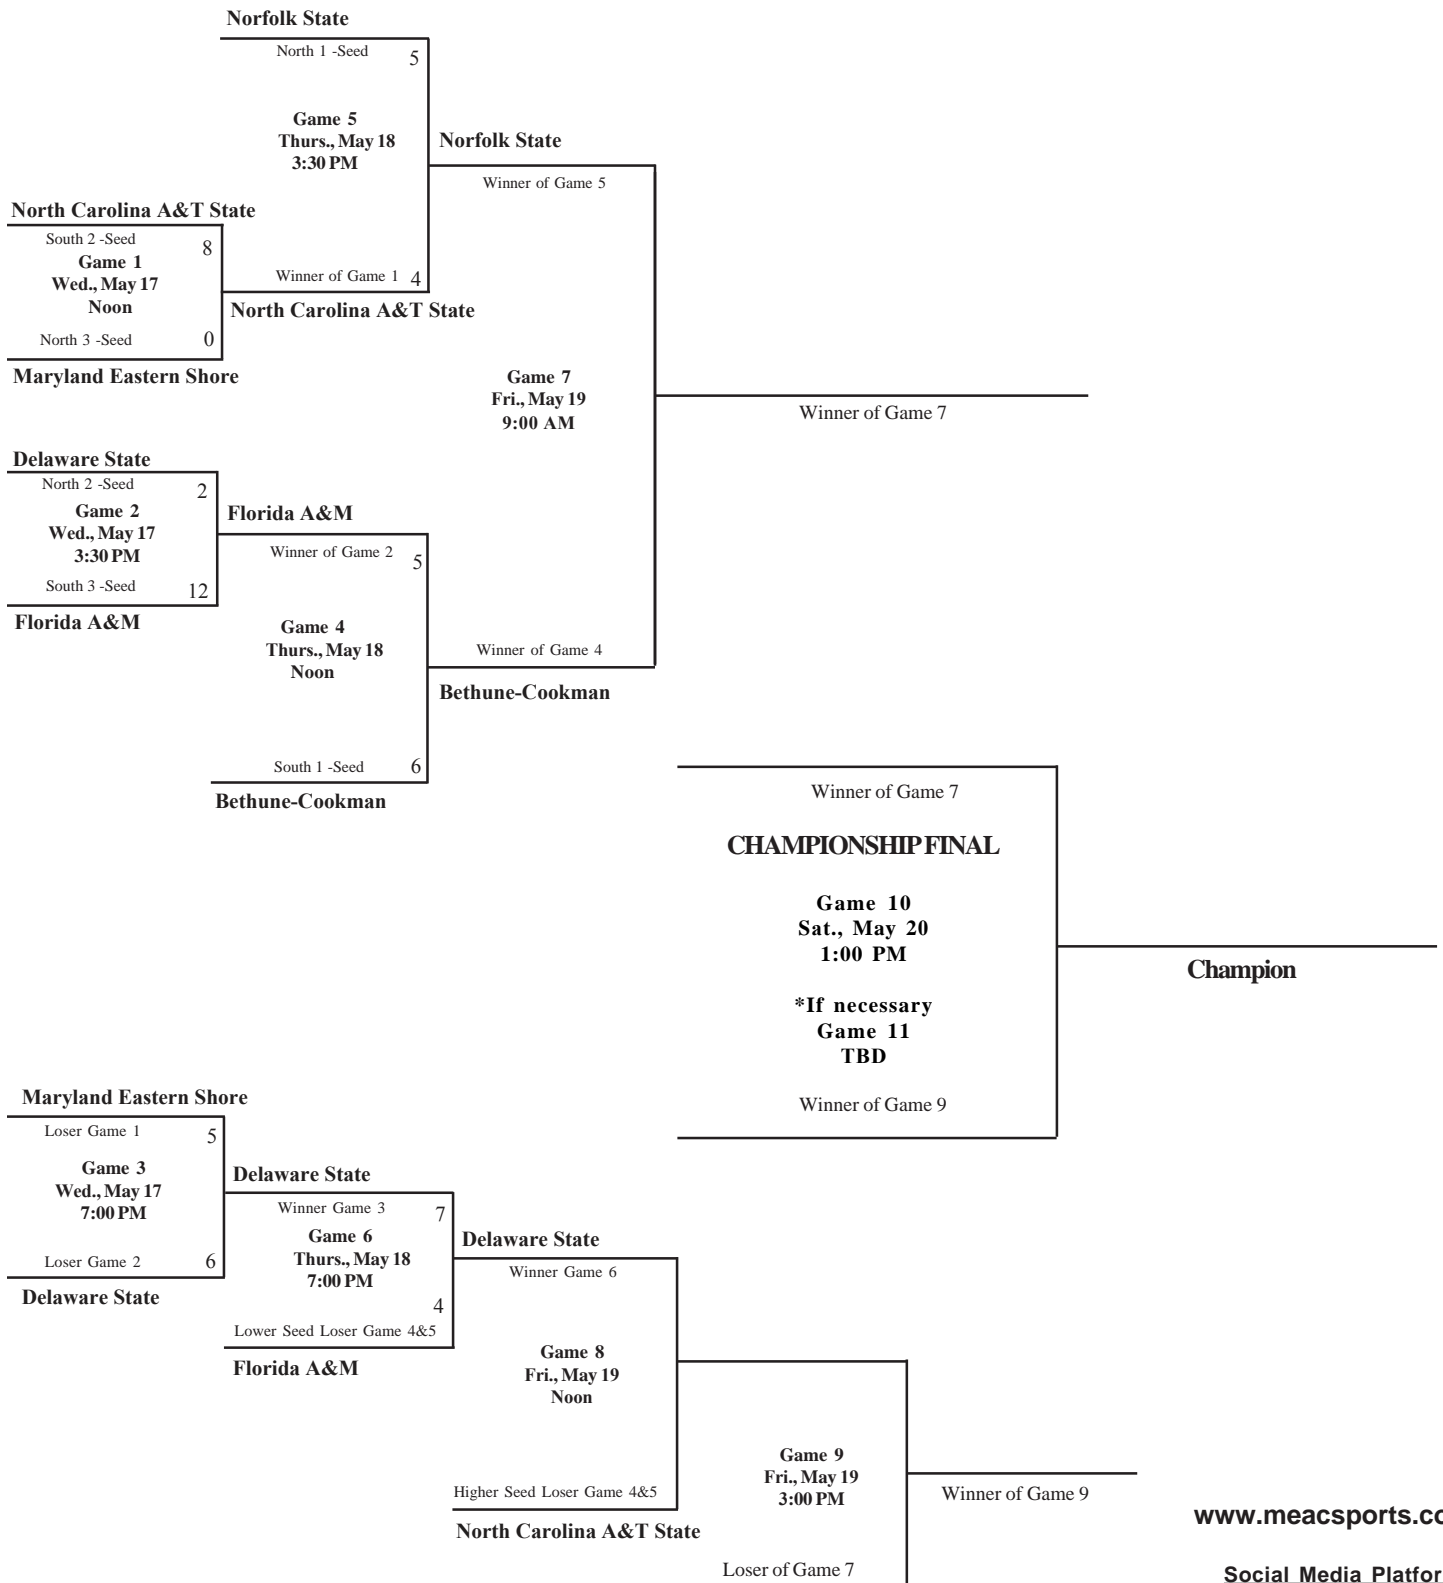 Norfolk State
North 1 -Seed
5
Game 5
Thurs., May 18
3:30 PM
Norfolk State
Winner of Game 5
North Carolina A&T State
South 2 -Seed
8
Game 1
Wed., May 17
Noon
Winner of Game 1
4
North Carolina A&T State
North 3 -Seed
0
Maryland Eastern Shore
Game 7
Fri., May 19
9:00 AM
Winner of Game 7
Delaware State
North 2 -Seed
2
Game 2
Wed., May 17
3:30 PM
Florida A&M
Winner of Game 2
5
South 3 -Seed
12
Florida A&M
Game 4
Thurs., May 18
Noon
Winner of Game 4
Bethune-Cookman
South 1 -Seed
6
Bethune-Cookman
Winner of Game 7
CHAMPIONSHIP FINAL
Game 10
Sat., May 20
1:00 PM
Champion
*If necessary
Game 11
TBD
Winner of Game 9
Maryland Eastern Shore
Loser Game 1
5
Game 3
Wed., May 17
7:00 PM
Delaware State
Winner Game 3
7
Game 6
Thurs., May 18
7:00 PM
Delaware State
Winner Game 6
Loser Game 2
6
Delaware State
4
Lower Seed Loser Game 4&5
Florida A&M
Game 8
Fri., May 19
Noon
Game 9
Fri., May 19
3:00 PM
Higher Seed Loser Game 4&5
North Carolina A&T State
Winner of Game 9
www.meacsports.co
Loser of Game 7
Social Media Platfor